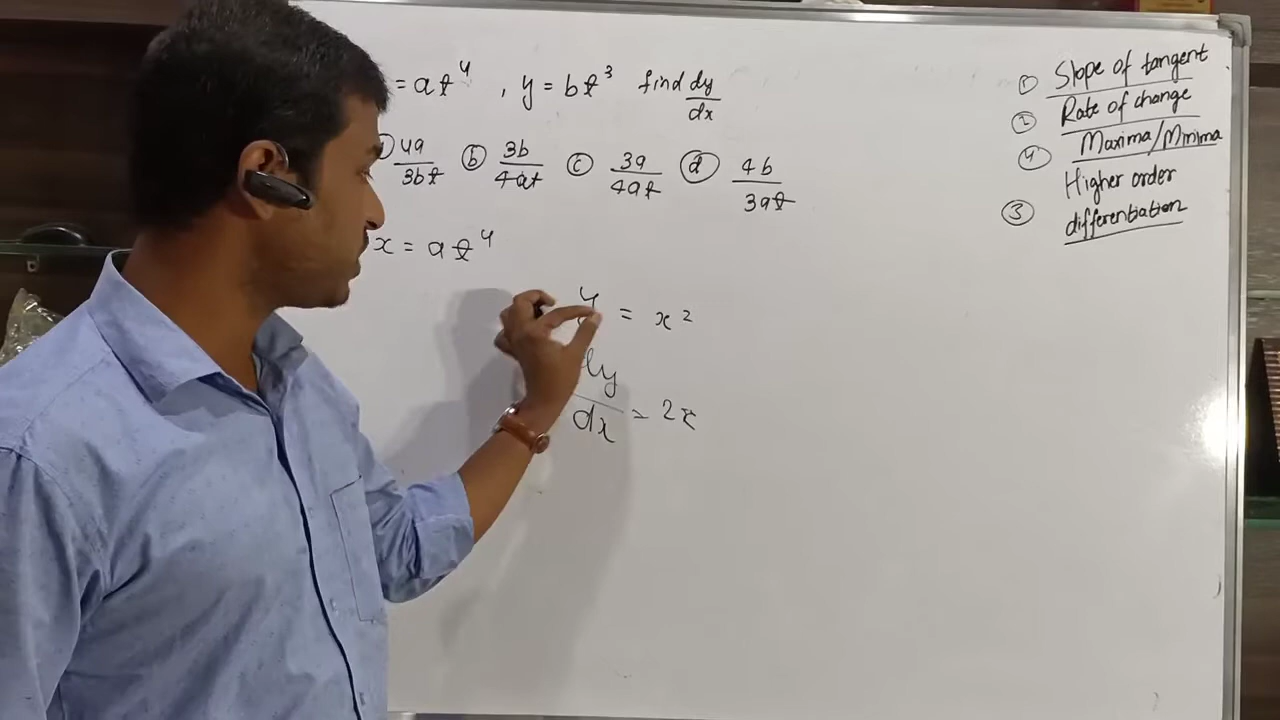 = at⁴ , y = bt³ find dy/dx
4a/3bt ⓑ 3b/4at ⓒ 3a/4at ⓓ 4b/3at
x = at⁴
y = x²
dy/dx = 2x
① Slope of tangent
② Rate of change
④ Maxima/Minima
Higher order
③ differentiation